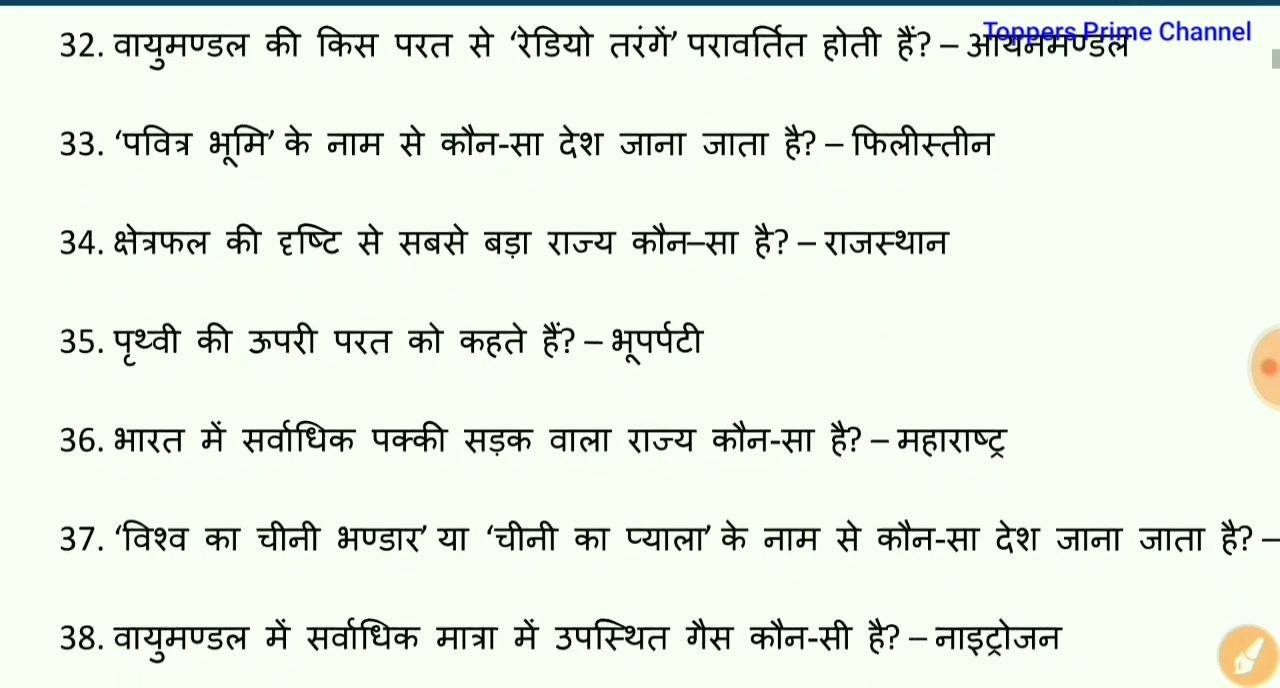 Toppers Prime Channel
32. वायुमण्डल की किस परत से ‘रेडियो तरंगें’ परावर्तित होती हैं? – आयनमण्डल
33. ‘पवित्र भूमि’ के नाम से कौन-सा देश जाना जाता है? – फिलीस्तीन
34. क्षेत्रफल की दृष्टि से सबसे बड़ा राज्य कौन–सा है? – राजस्थान
35. पृथ्वी की ऊपरी परत को कहते हैं? – भूपर्पटी
36. भारत में सर्वाधिक पक्की सड़क वाला राज्य कौन-सा है? – महाराष्ट्र
37. ‘विश्व का चीनी भण्डार’ या ‘चीनी का प्याला’ के नाम से कौन-सा देश जाना जाता है? –
38. वायुमण्डल में सर्वाधिक मात्रा में उपस्थित गैस कौन-सी है? – नाइट्रोजन